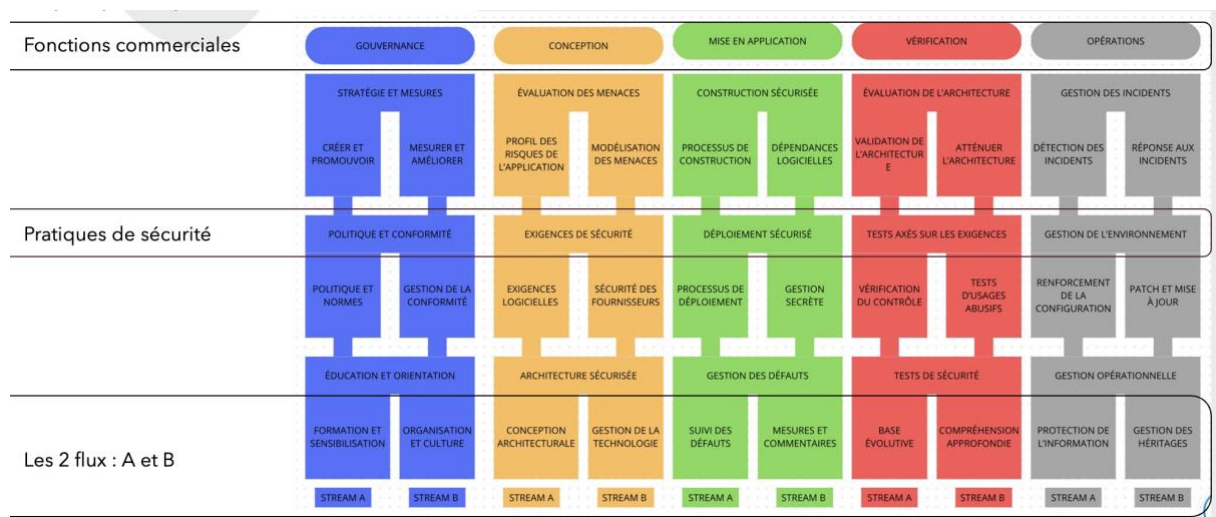 Fonctions commerciales
GOUVERNANCE
CONCEPTION
MISE EN APPLICATION
VÉRIFICATION
OPÉRATIONS
STRATÉGIE ET MESURES
ÉVALUATION DES MENACES
CONSTRUCTION SÉCURISÉE
ÉVALUATION DE L'ARCHITECTURE
GESTION DES INCIDENTS
CRÉER ET
PROMOUVOIR
MESURER ET
AMÉLIORER
PROFIL DES
RISQUES DE
L'APPLICATION
MODÉLISATION
DES MENACES
PROCESSUS DE
CONSTRUCTION
DÉPENDANCES
LOGICIELLES
VALIDATION DE
L'ARCHITECTUR
E
ATTÉNUER
L'ARCHITECTURE
DÉTECTION DES
INCIDENTS
RÉPONSE AUX
INCIDENTS
Pratiques de sécurité
POLITIQUE ET CONFORMITÉ
EXIGENCES DE SÉCURITÉ
DÉPLOIEMENT SÉCURISÉ
TESTS AXÉS SUR LES EXIGENCES
GESTION DE L'ENVIRONNEMENT
POLITIQUE ET
NORMES
GESTION DE LA
CONFORMITÉ
EXIGENCES
LOGICIELLES
SÉCURITÉ DES
FOURNISSEURS
PROCESSUS DE
DÉPLOIEMENT
GESTION
SECRÈTE
VÉRIFICATION
DU CONTRÔLE
TESTS
D'USAGES
ABUSIFS
RENFORCEMENT
DE LA
CONFIGURATION
PATCH ET MISE
À JOUR
ÉDUCATION ET ORIENTATION
ARCHITECTURE SÉCURISÉE
GESTION DES DÉFAUTS
TESTS DE SÉCURITÉ
GESTION OPÉRATIONNELLE
Les 2 flux : A et B
FORMATION ET
SENSIBILISATION
ORGANISATION
ET CULTURE
CONCEPTION
ARCHITECTURALE
GESTION DE LA
TECHNOLOGIE
SUIVI DES
DÉFAUTS
MESURES ET
COMMENTAIRES
BASE
ÉVOLUTIVE
COMPRÉHENSION
APPROFONDIE
PROTECTION DE
L'INFORMATION
GESTION DES
HÉRITAGES
STREAM A
STREAM B
STREAM A
STREAM B
STREAM A
STREAM B
STREAM A
STREAM B
STREAM A
STREAM B